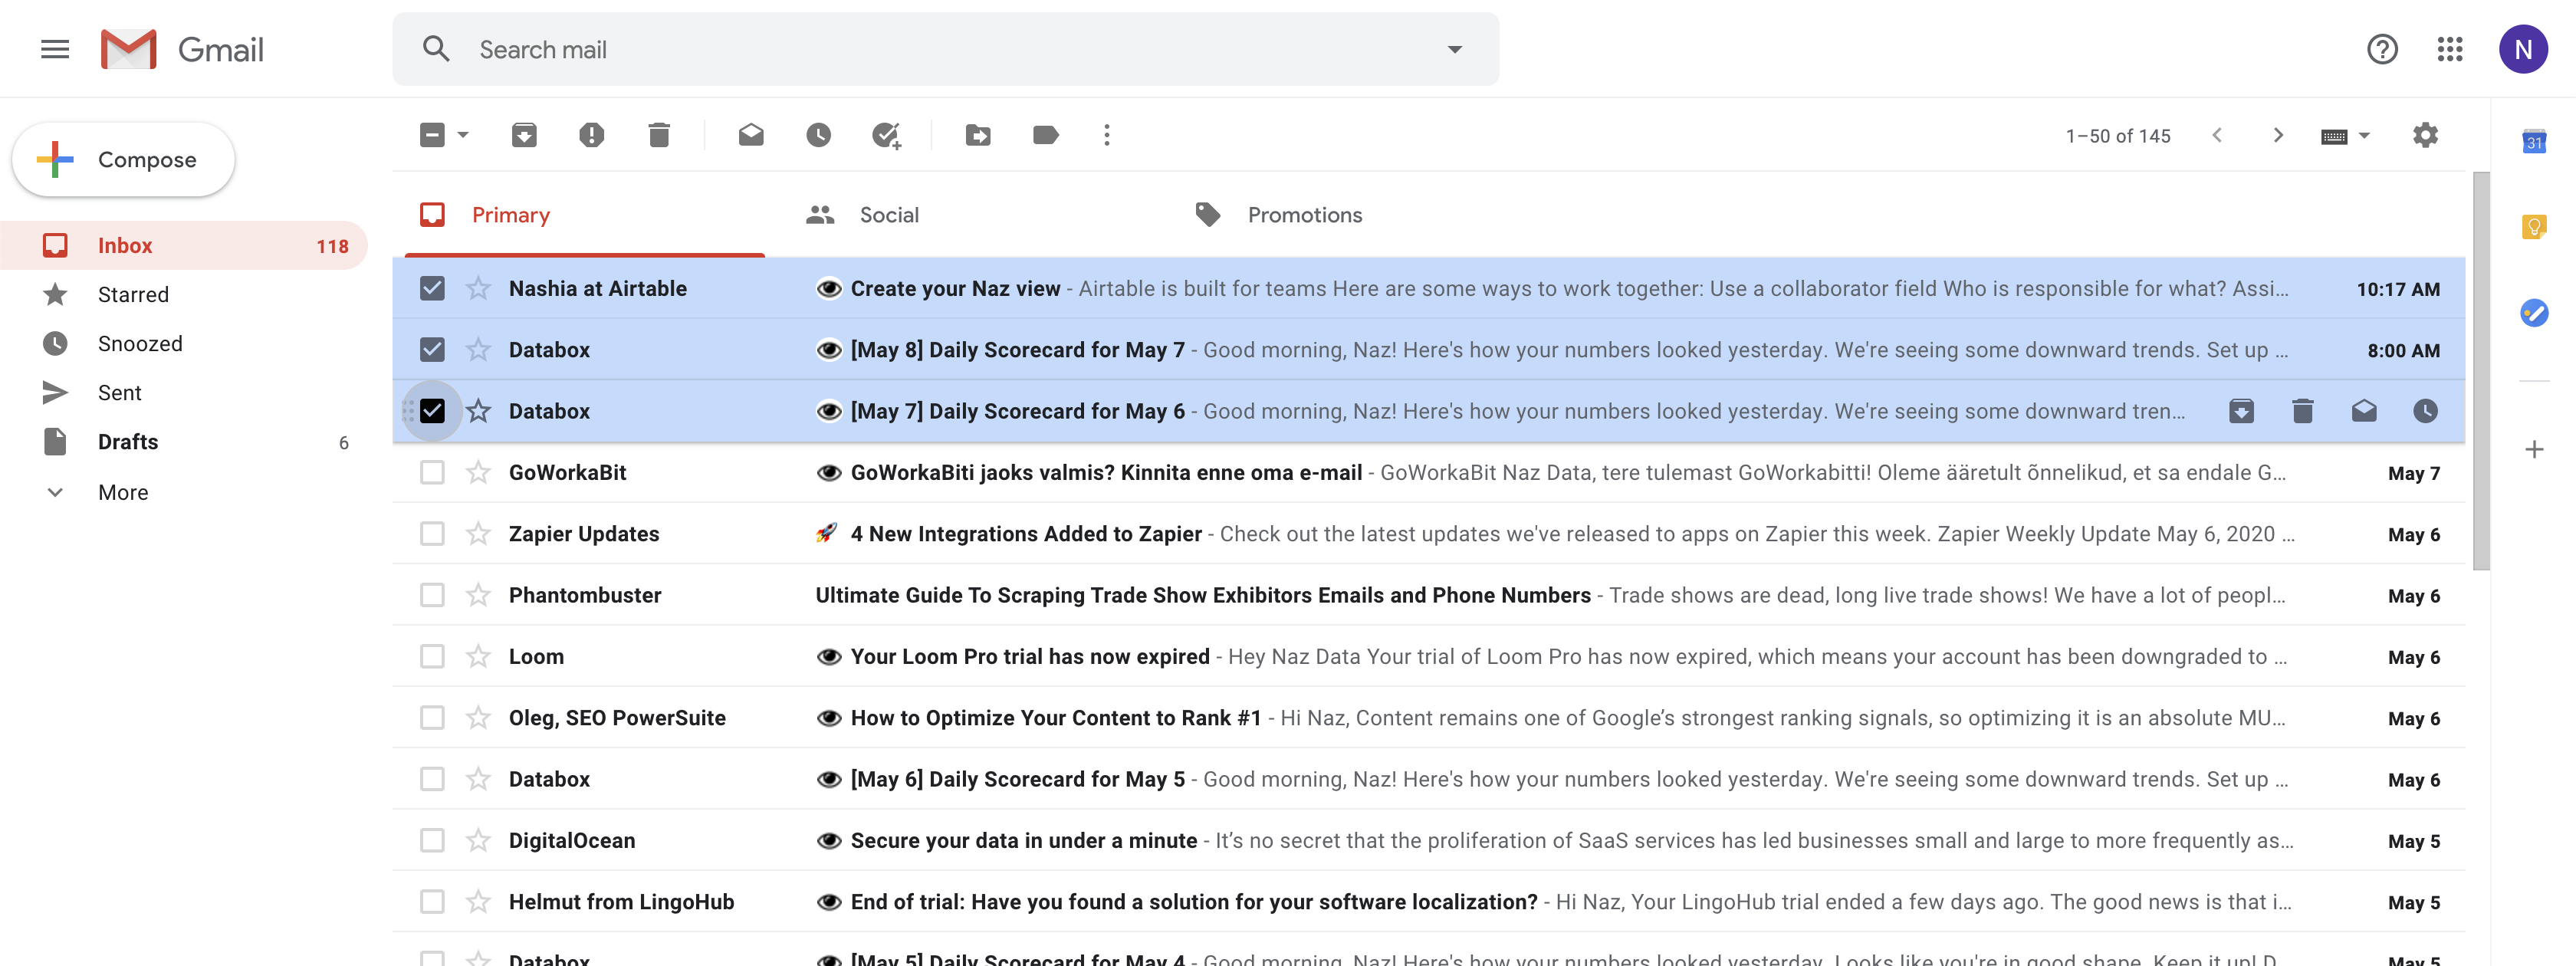 Gmail
Search mail
N
Compose
1–50 of 145
31
Primary
Social
Promotions
Inbox 118
Starred
Snoozed
Sent
Drafts 6
More
Nashia at Airtable Create your Naz view - Airtable is built for teams Here are some ways to work together: Use a collaborator field Who is responsible for what? Assi... 10:17 AM
Databox [May 8] Daily Scorecard for May 7 - Good morning, Naz! Here's how your numbers looked yesterday. We're seeing some downward trends. Set up ... 8:00 AM
Databox [May 7] Daily Scorecard for May 6 - Good morning, Naz! Here's how your numbers looked yesterday. We're seeing some downward tren...
GoWorkaBit GoWorkaBiti jaoks valmis? Kinnita enne oma e-mail - GoWorkaBit Naz Data, tere tulemast GoWorkabitti! Oleme ääretult õnnelikud, et sa endale G... May 7
Zapier Updates 🚀 4 New Integrations Added to Zapier - Check out the latest updates we've released to apps on Zapier this week. Zapier Weekly Update May 6, 2020 ... May 6
Phantombuster Ultimate Guide To Scraping Trade Show Exhibitors Emails and Phone Numbers - Trade shows are dead, long live trade shows! We have a lot of peopl... May 6
Loom Your Loom Pro trial has now expired - Hey Naz Data Your trial of Loom Pro has now expired, which means your account has been downgraded to ... May 6
Oleg, SEO PowerSuite How to Optimize Your Content to Rank #1 - Hi Naz, Content remains one of Google’s strongest ranking signals, so optimizing it is an absolute MU... May 6
Databox [May 6] Daily Scorecard for May 5 - Good morning, Naz! Here's how your numbers looked yesterday. We're seeing some downward trends. Set up ... May 6
DigitalOcean Secure your data in under a minute - It’s no secret that the proliferation of SaaS services has led businesses small and large to more frequently as... May 5
Helmut from LingoHub End of trial: Have you found a solution for your software localization? - Hi Naz, Your LingoHub trial ended a few days ago. The good news is that i... May 5
Databox [May 5] Daily Scorecard for May 4 - Good morning, Naz! Here's how your numbers looked yesterday. Looks like you're in good shape. Keep it up! D... May 5